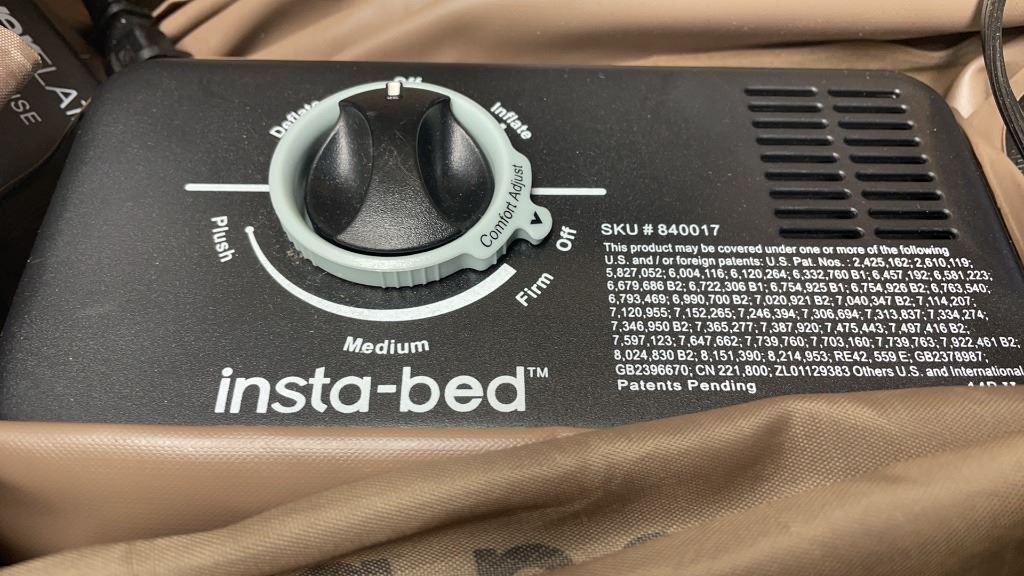 Off
Deflate
Inflate
Comfort Adjust
Off
Plush
Firm
Medium
insta-bed™
SKU # 840017
This product may be covered under one or more of the following
U.S. and / or foreign patents: U.S. Pat. Nos. : 2,425,162; 2,610,119;
5,827,052; 6,004,116; 6,120,264; 6,332,760 B1; 6,457,192; 6,581,223;
6,679,686 B2; 6,722,306 B1; 6,754,925 B1; 6,754,926 B2; 6,763,540;
6,793,469; 6,990,700 B2; 7,020,921 B2; 7,040,347 B2; 7,114,207;
7,120,955; 7,152,265; 7,246,394; 7,306,694; 7,313,837; 7,334,274;
7,346,950 B2; 7,365,277; 7,387,920; 7,475,443; 7,497,416 B2;
7,597,123; 7,647,662; 7,739,760; 7,703,160; 7,739,763; 7,922,461 B2;
8,024,830 B2; 8,151,390; 8,214,953; RE42, 559 E; GB2378987;
GB2396670; CN 221,800; ZL01129383 Others U.S. and International
Patents Pending